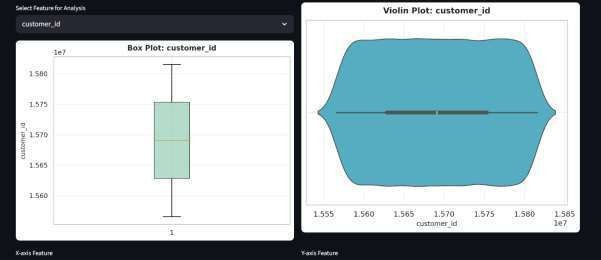 Select Feature for Analysis
customer_id
Box Plot: customer_id
1e7
1.580
1.575
1.570
1.565
1.560
customer_id
1
Violin Plot: customer_id
1.555 1.560 1.565 1.570 1.575 1.580 1.585
customer_id
1e7
X-axis Feature
Y-axis Feature